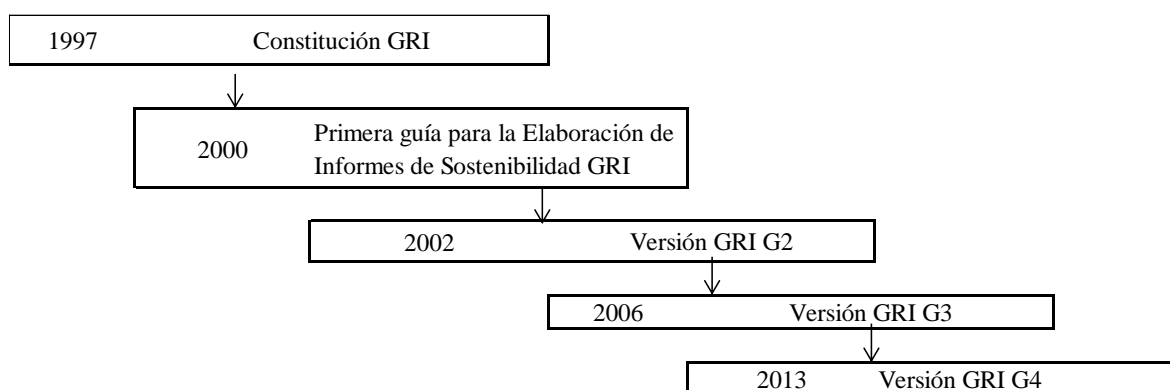 1997 Constitución GRI
2000 Primera guía para la Elaboración de
Informes de Sostenibilidad GRI
2002 Versión GRI G2
2006 Versión GRI G3
2013 Versión GRI G4